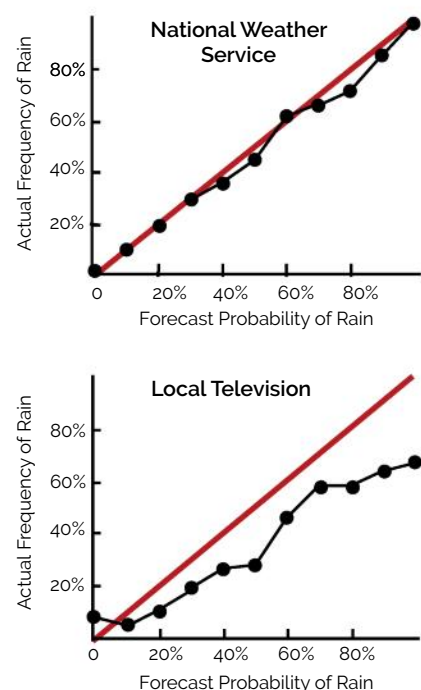 National Weather
Service
Actual Frequency of Rain
80%
60%
40%
20%
0 20% 40% 60% 80%
Forecast Probability of Rain
Local Television
Actual Frequency of Rain
80%
60%
40%
20%
0 20% 40% 60% 80%
Forecast Probability of Rain